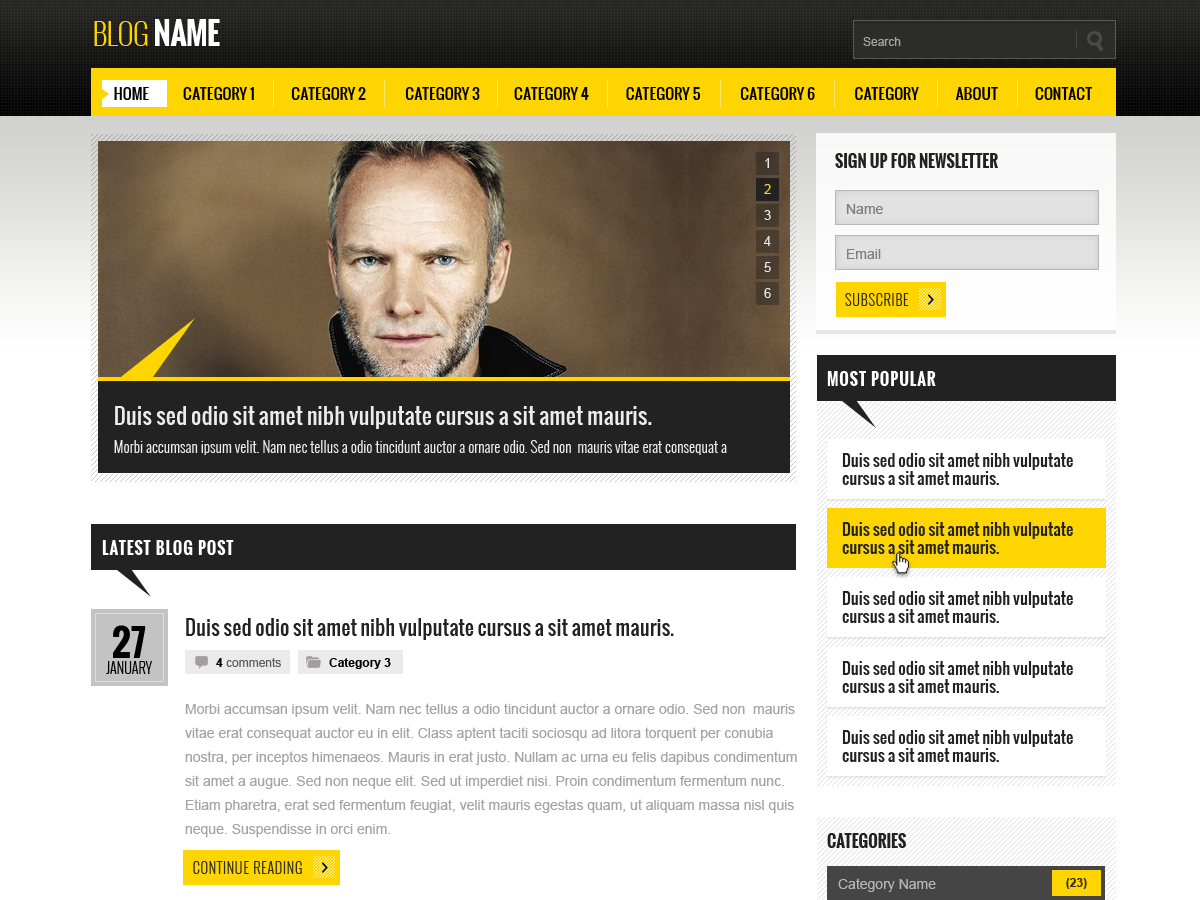 BLOG NAME
Search
HOME CATEGORY 1 CATEGORY 2 CATEGORY 3 CATEGORY 4 CATEGORY 5 CATEGORY 6 CATEGORY ABOUT CONTACT
1
2
3
4
5
6
Duis sed odio sit amet nibh vulputate cursus a sit amet mauris.
Morbi accumsan ipsum velit. Nam nec tellus a odio tincidunt auctor a ornare odio. Sed non mauris vitae erat consequat a
SIGN UP FOR NEWSLETTER
Name
Email
SUBSCRIBE
LATEST BLOG POST
27
JANUARY
Duis sed odio sit amet nibh vulputate cursus a sit amet mauris.
4 comments Category 3
Morbi accumsan ipsum velit. Nam nec tellus a odio tincidunt auctor a ornare odio. Sed non mauris
vitae erat consequat auctor eu in elit. Class aptent taciti sociosqu ad litora torquent per conubia
nostra, per inceptos himenaeos. Mauris in erat justo. Nullam ac urna eu felis dapibus condimentum
sit amet a augue. Sed non neque elit. Sed ut imperdiet nisi. Proin condimentum fermentum nunc.
Etiam pharetra, erat sed fermentum feugiat, velit mauris egestas quam, ut aliquam massa nisl quis
neque. Suspendisse in orci enim.
CONTINUE READING
MOST POPULAR
Duis sed odio sit amet nibh vulputate
cursus a sit amet mauris.
Duis sed odio sit amet nibh vulputate
cursus a sit amet mauris.
Duis sed odio sit amet nibh vulputate
cursus a sit amet mauris.
Duis sed odio sit amet nibh vulputate
cursus a sit amet mauris.
Duis sed odio sit amet nibh vulputate
cursus a sit amet mauris.
CATEGORIES
Category Name (23)